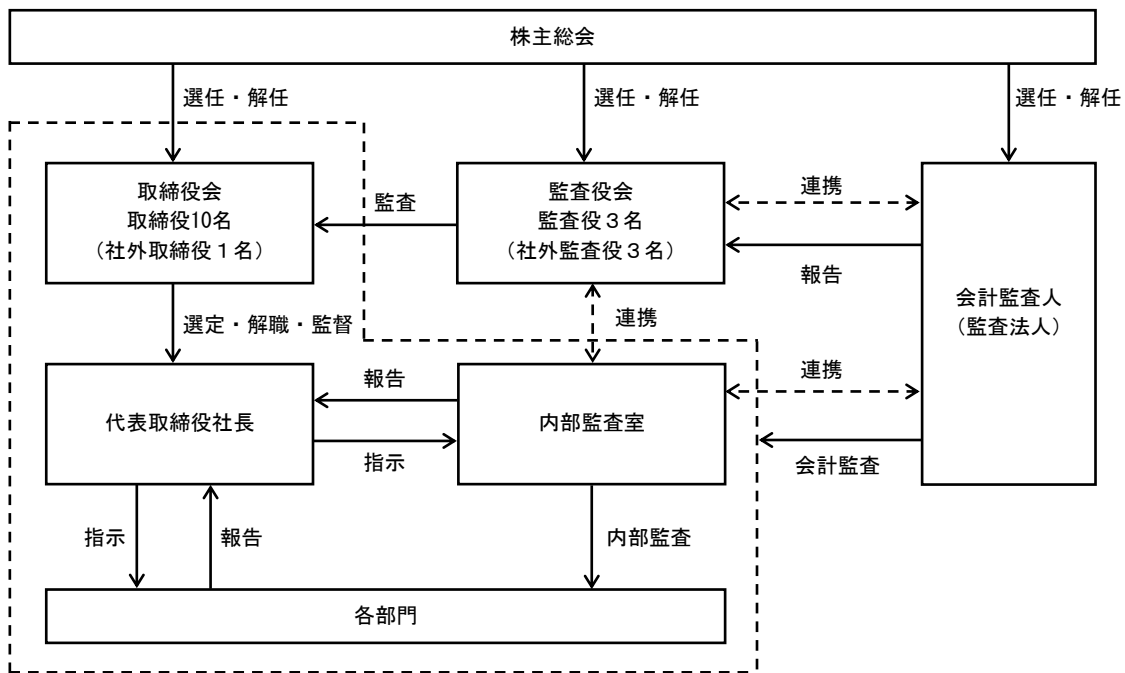 株主総会
選任・解任
選任・解任
選任・解任
取締役会
取締役10名
（社外取締役１名）
監査
監査役会
監査役３名
（社外監査役３名）
連携
報告
会計監査人
（監査法人）
選定・解職・監督
連携
代表取締役社長
報告
指示
内部監査室
連携
会計監査
指示
報告
内部監査
各部門